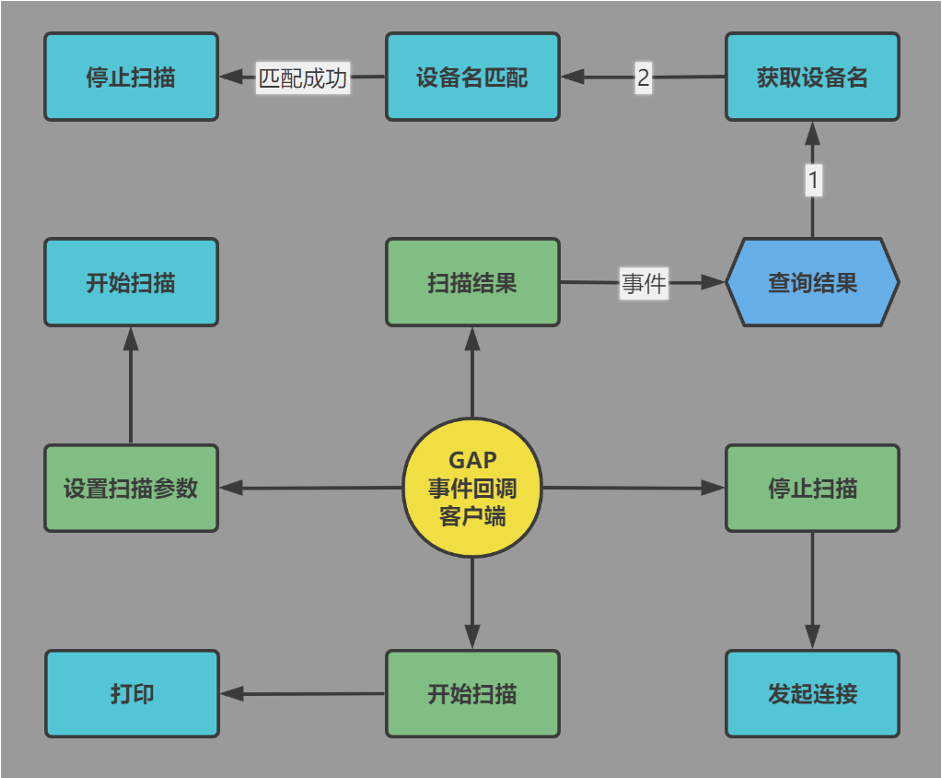 停止扫描
匹配成功
设备名匹配
2
获取设备名
1
开始扫描
扫描结果
事件
查询结果
设置扫描参数
GAP
事件回调
客户端
停止扫描
打印
开始扫描
发起连接